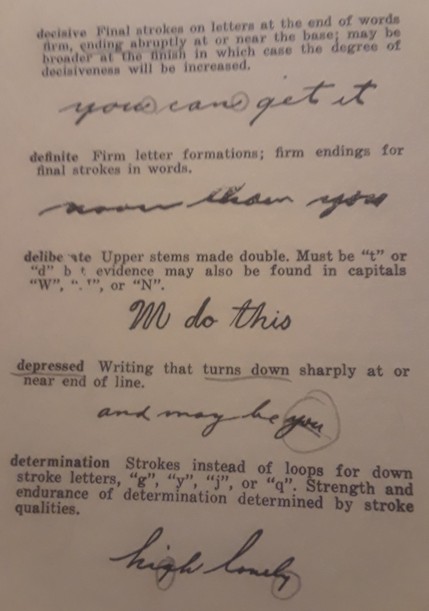 decisive Final strokes on letters at the end of words
firm, ending abruptly at or near the base; may be
broader at the finish in which case the degree of
decisiveness will be increased.
you can get it
definite Firm letter formations; firm endings for
final strokes in words.
you
Upper stems made double. Must be “t” or
“d” evidence may also be found in capitals
“W”, or “N”.
M do this
depressed Writing that turns down sharply at or
near end of line.
and may be you
determination Strokes instead of loops for down
stroke letters, “g”, “y”, “j”, or “q”. Strength and
endurance of determination determined by stroke
qualities.
high lonely